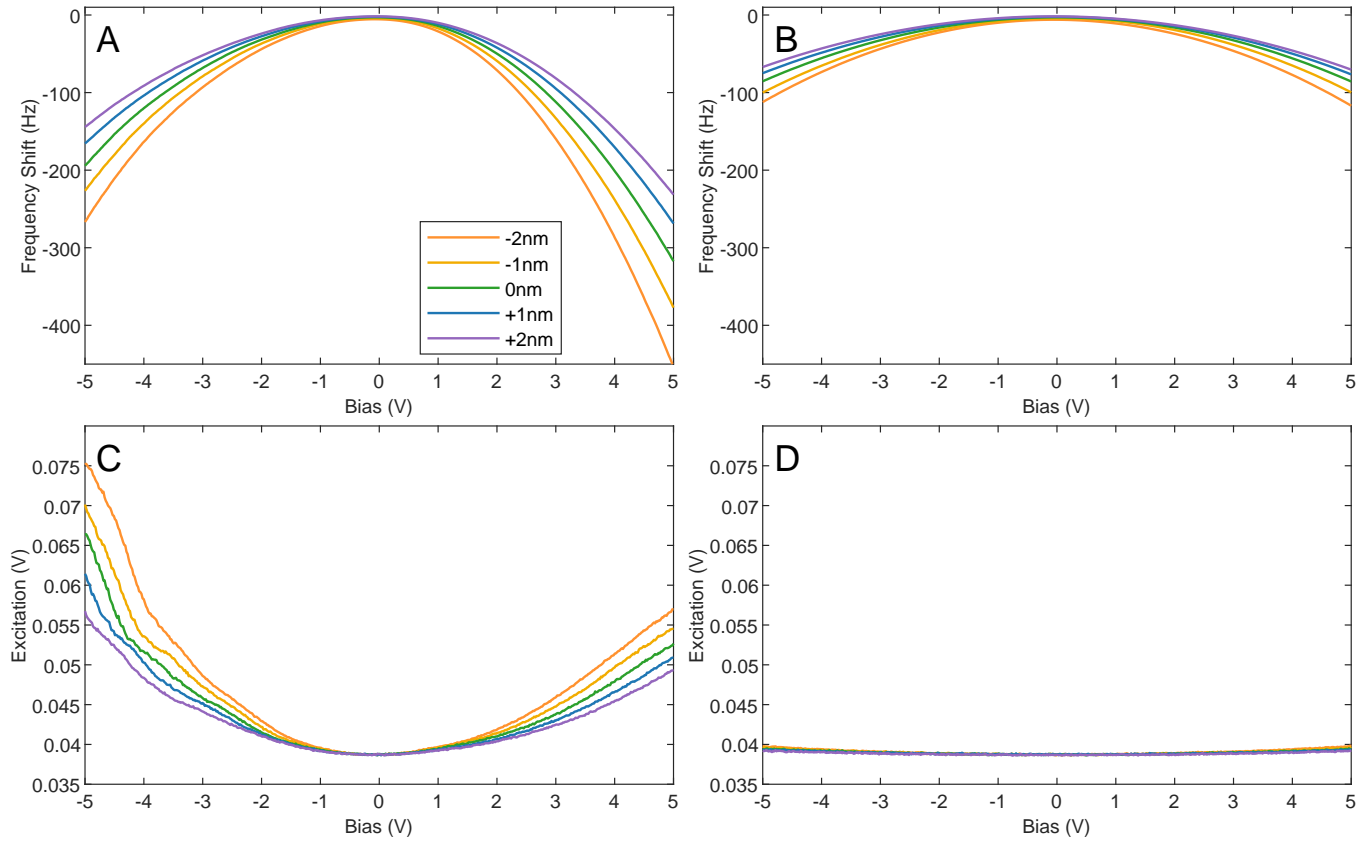 A
0
-100
-200
-300
-400
Frequency Shift (Hz)
-2nm
-1nm
0nm
+1nm
+2nm
-5 -4 -3 -2 -1 0 1 2 3 4 5
Bias (V)
B
0
-100
-200
-300
-400
Frequency Shift (Hz)
-5 -4 -3 -2 -1 0 1 2 3 4 5
Bias (V)
C
0.075
0.07
0.065
0.06
0.055
0.05
0.045
0.04
0.035
Excitation (V)
-5 -4 -3 -2 -1 0 1 2 3 4 5
Bias (V)
D
0.075
0.07
0.065
0.06
0.055
0.05
0.045
0.04
0.035
Excitation (V)
-5 -4 -3 -2 -1 0 1 2 3 4 5
Bias (V)